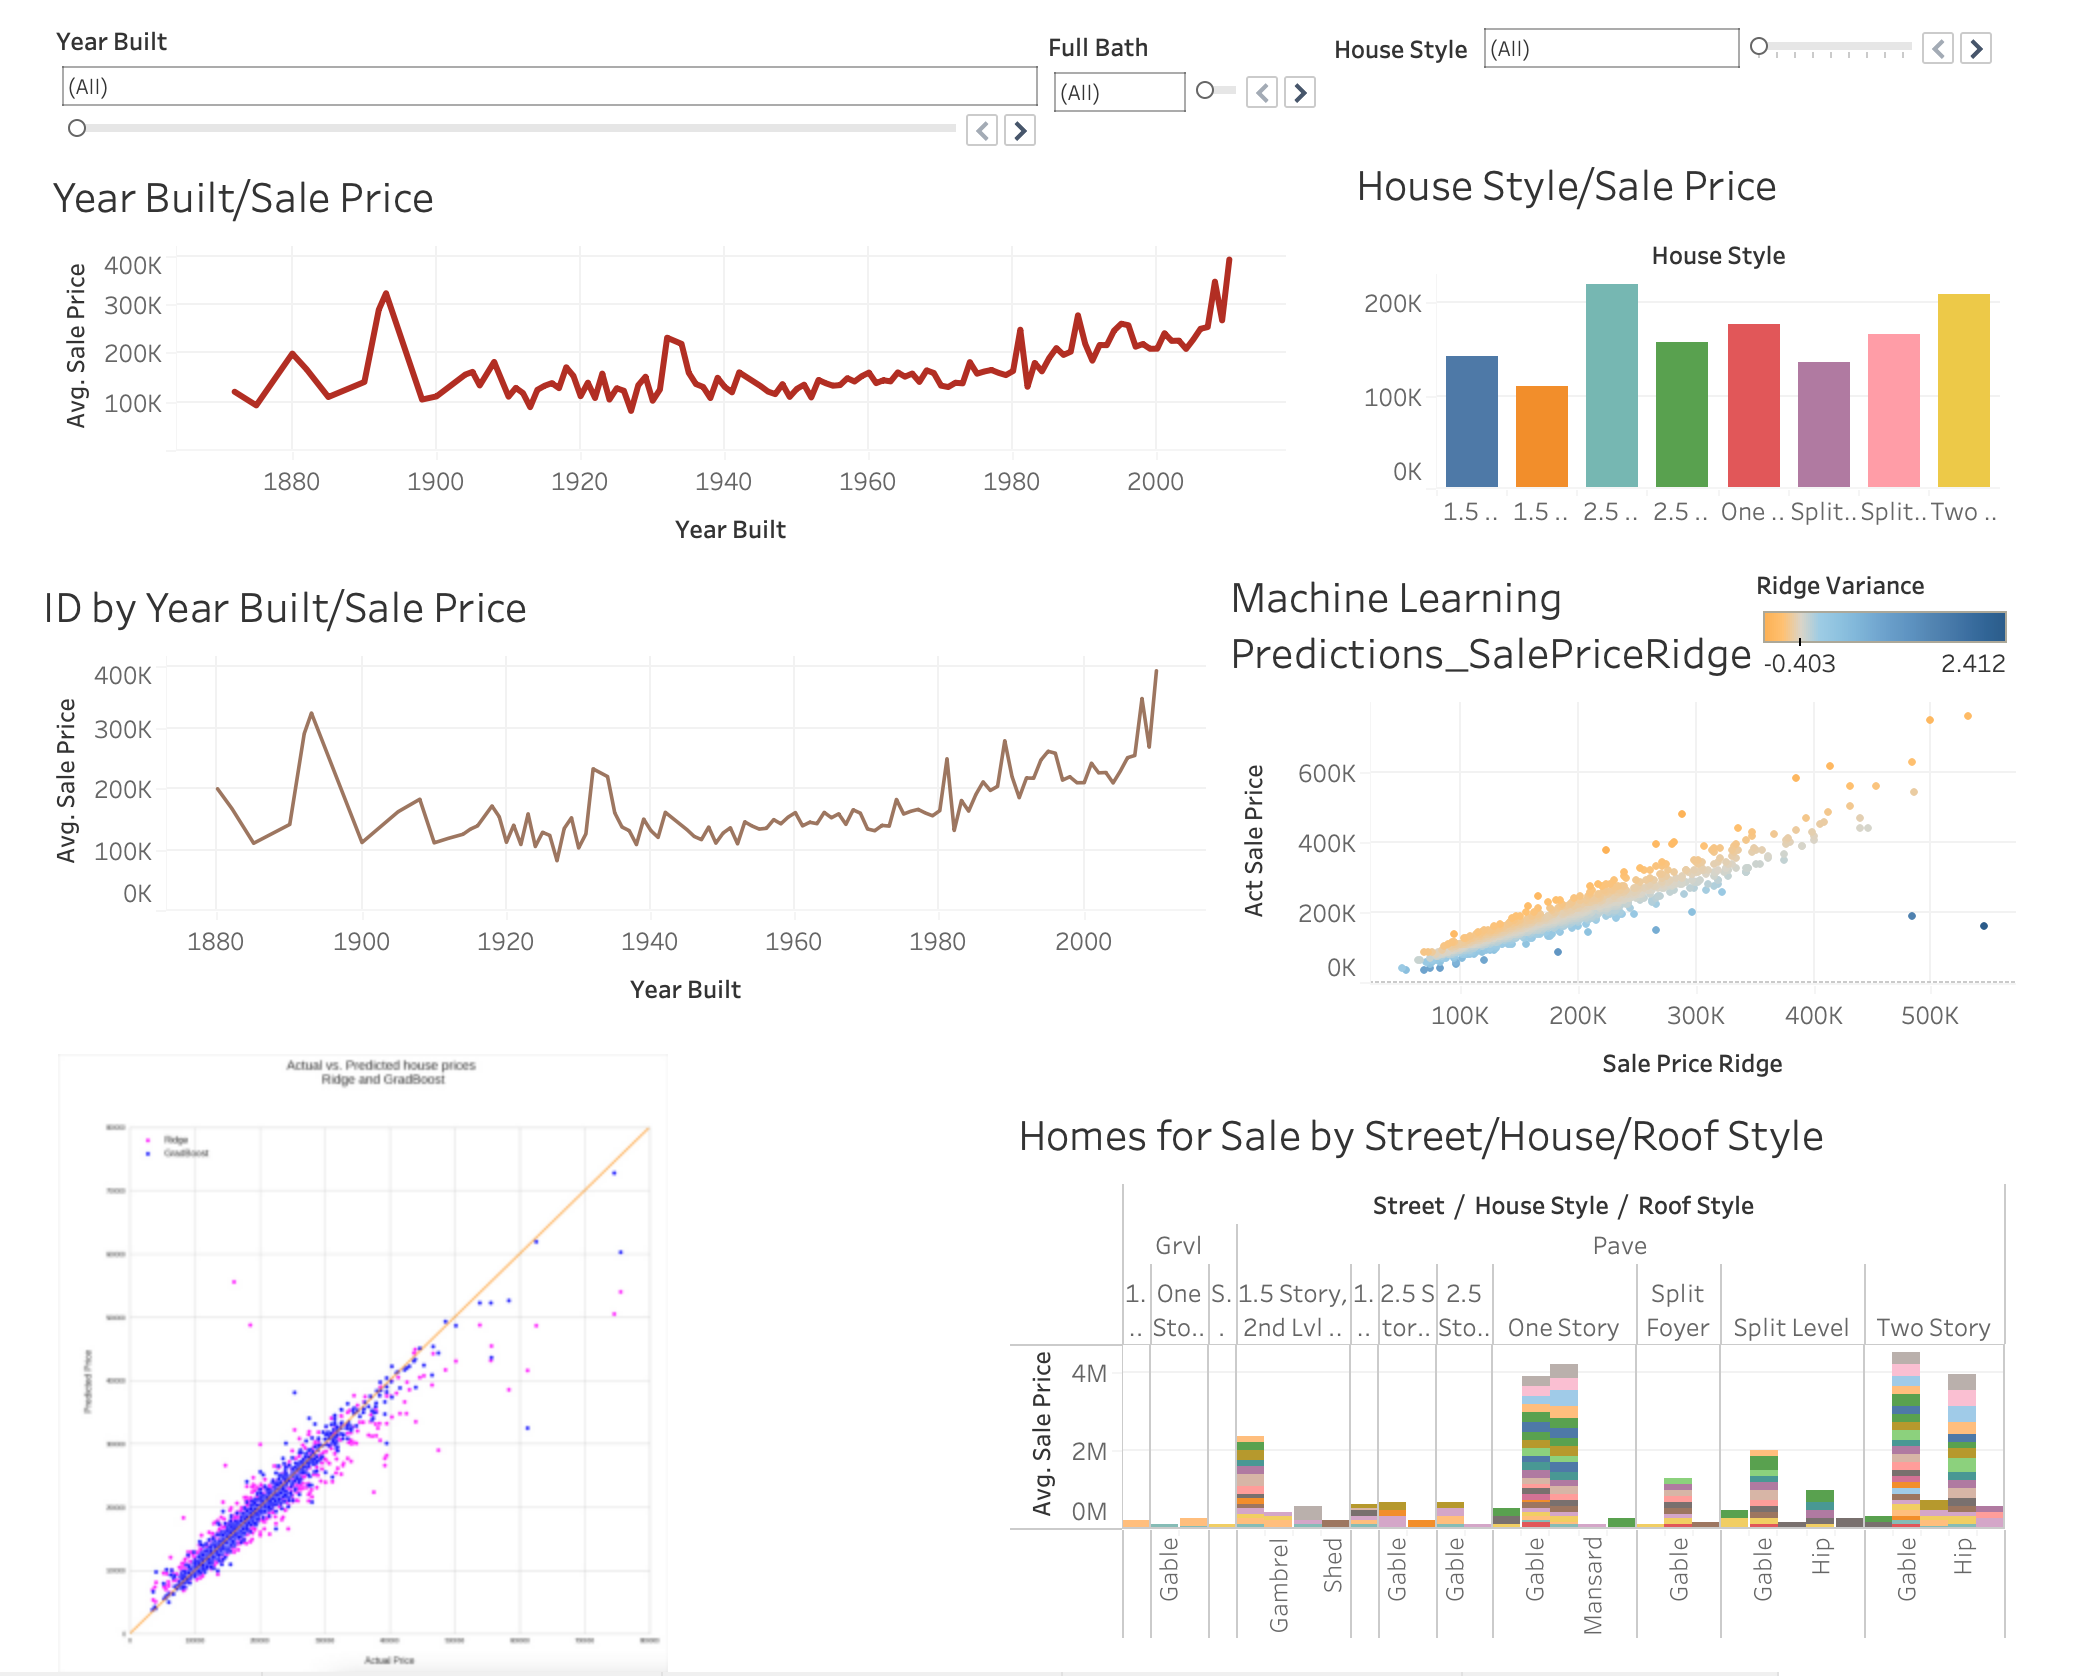 Year Built
(All)
Full Bath
(All)
House Style
(All)
Year Built/Sale Price
Avg. Sale Price
400K
300K
200K
100K
1880 1900 1920 1940 1960 1980 2000
Year Built
House Style/Sale Price
House Style
200K
100K
0K
1.5 .. 1.5 .. 2.5 .. 2.5 .. One .. Split.. Split.. Two ..
ID by Year Built/Sale Price
Avg. Sale Price
400K
300K
200K
100K
0K
1880 1900 1920 1940 1960 1980 2000
Year Built
Machine Learning
Predictions_SalePriceRidge
Ridge Variance
-0.403 2.412
Act Sale Price
600K
400K
200K
0K
100K 200K 300K 400K 500K
Sale Price Ridge
Actual vs. Predicted house prices
Ridge and GradBoost
Ridge
GradBoost
Predicted Price
Actual Price
Homes for Sale by Street/House/Roof Style
Street / House Style / Roof Style
Grvl Pave
1. One S. 1.5 Story, 1. 2.5 S 2.5 Split
.. Sto.. . 2nd Lvl .. .. tor.. Sto.. One Story Foyer Split Level Two Story
Avg. Sale Price
4M
2M
0M
Gable Gambrel Shed Gable Gable Gable Mansard Gable Gable Hip Gable Hip